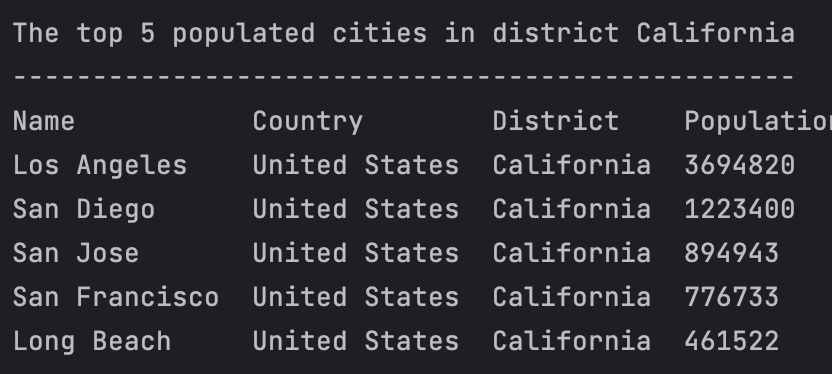 The top 5 populated cities in district California
-------------------------------------------------
Name Country District Population
Los Angeles United States California 3694820
San Diego United States California 1223400
San Jose United States California 894943
San Francisco United States California 776733
Long Beach United States California 461522